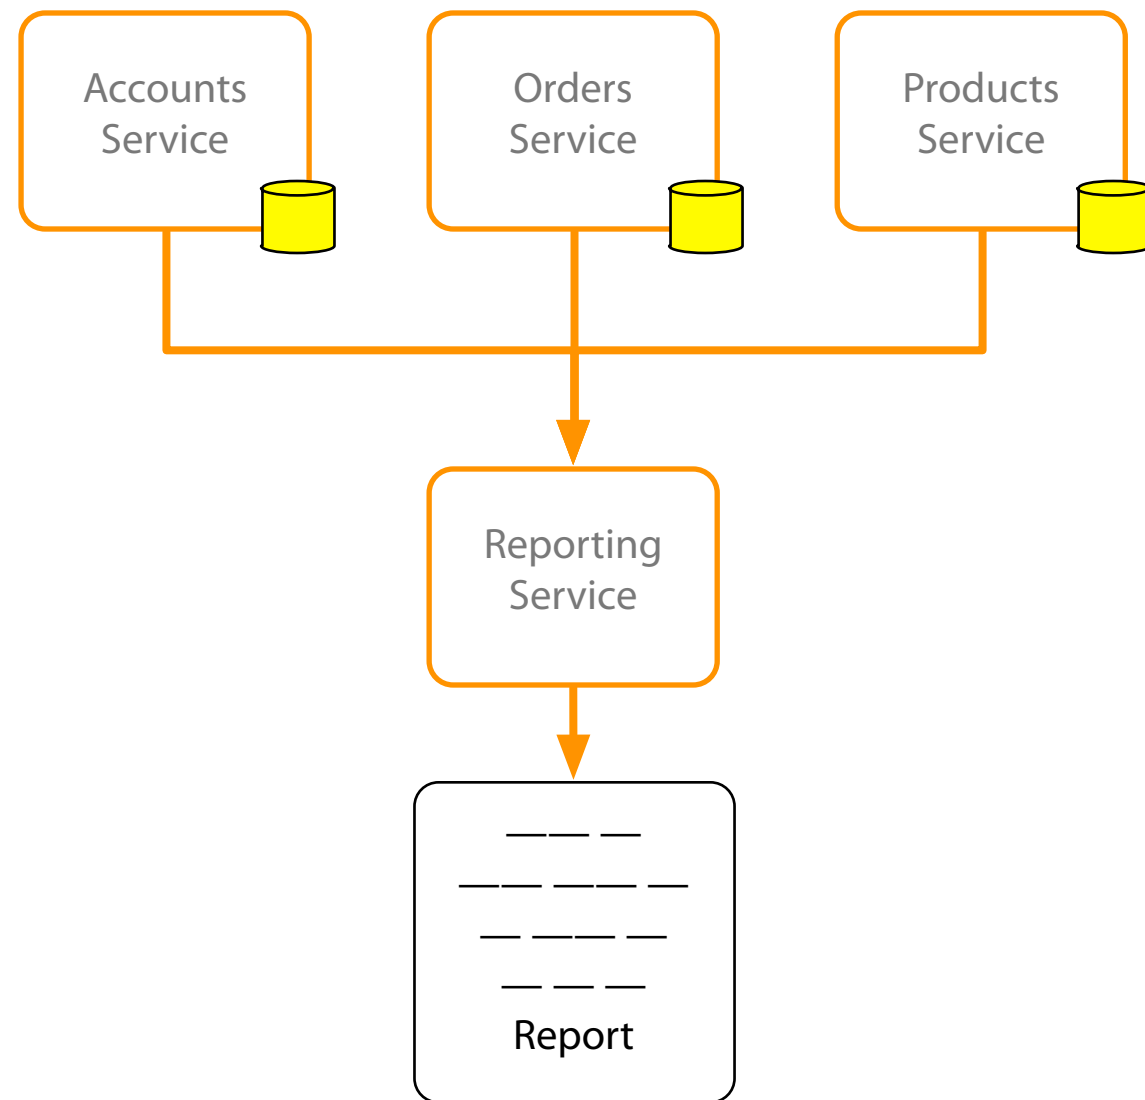 Accounts
Service
Orders
Service
Products
Service
Reporting
Service
Report